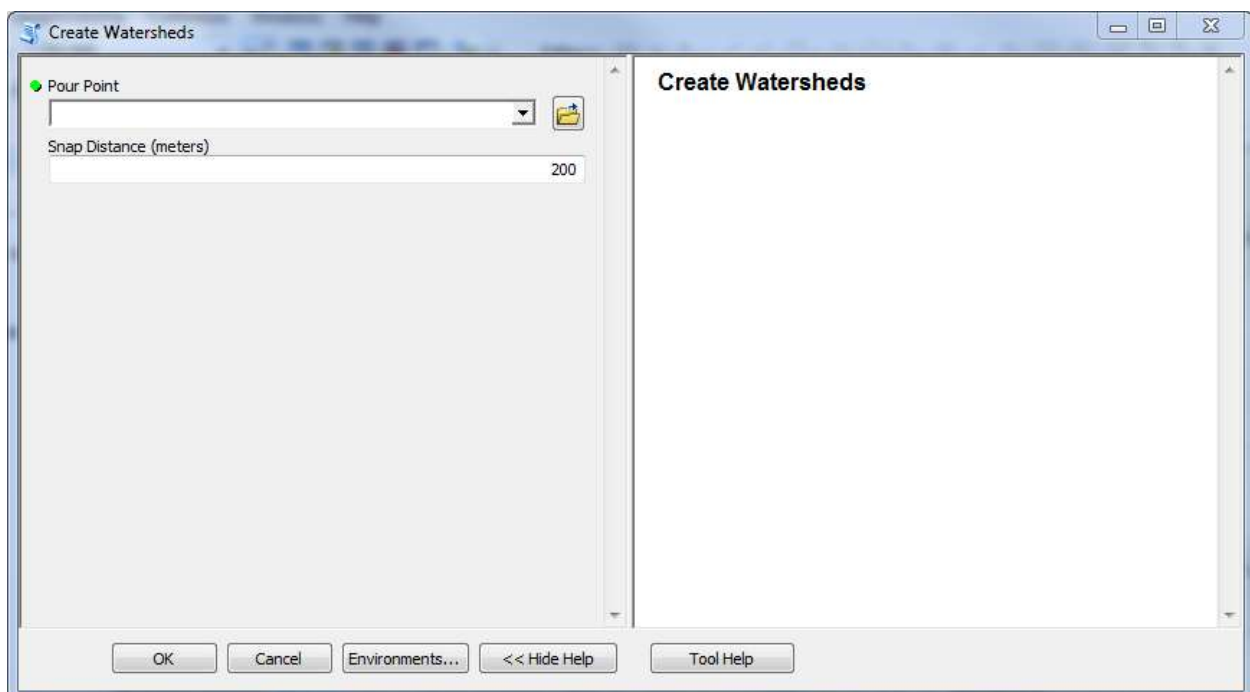 Create Watersheds
Pour Point
Snap Distance (meters)
200
Create Watersheds
OK
Cancel
Environments...
<< Hide Help
Tool Help